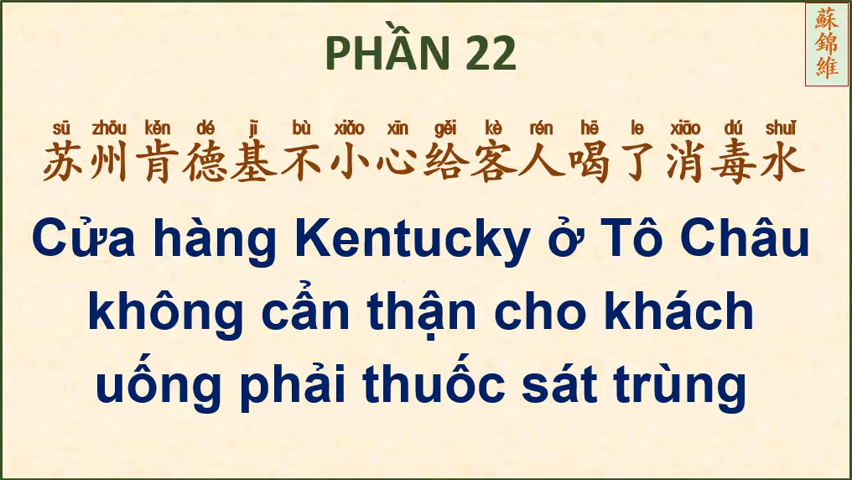 PHẦN 22
蘇錦維
sū zhōu kěn dé jī bù xiǎo xīn gěi kè rén hē le xiāo dú shuǐ
苏州肯德基不小心给客人喝了消毒水
Cửa hàng Kentucky ở Tô Châu
không cẩn thận cho khách
uống phải thuốc sát trùng